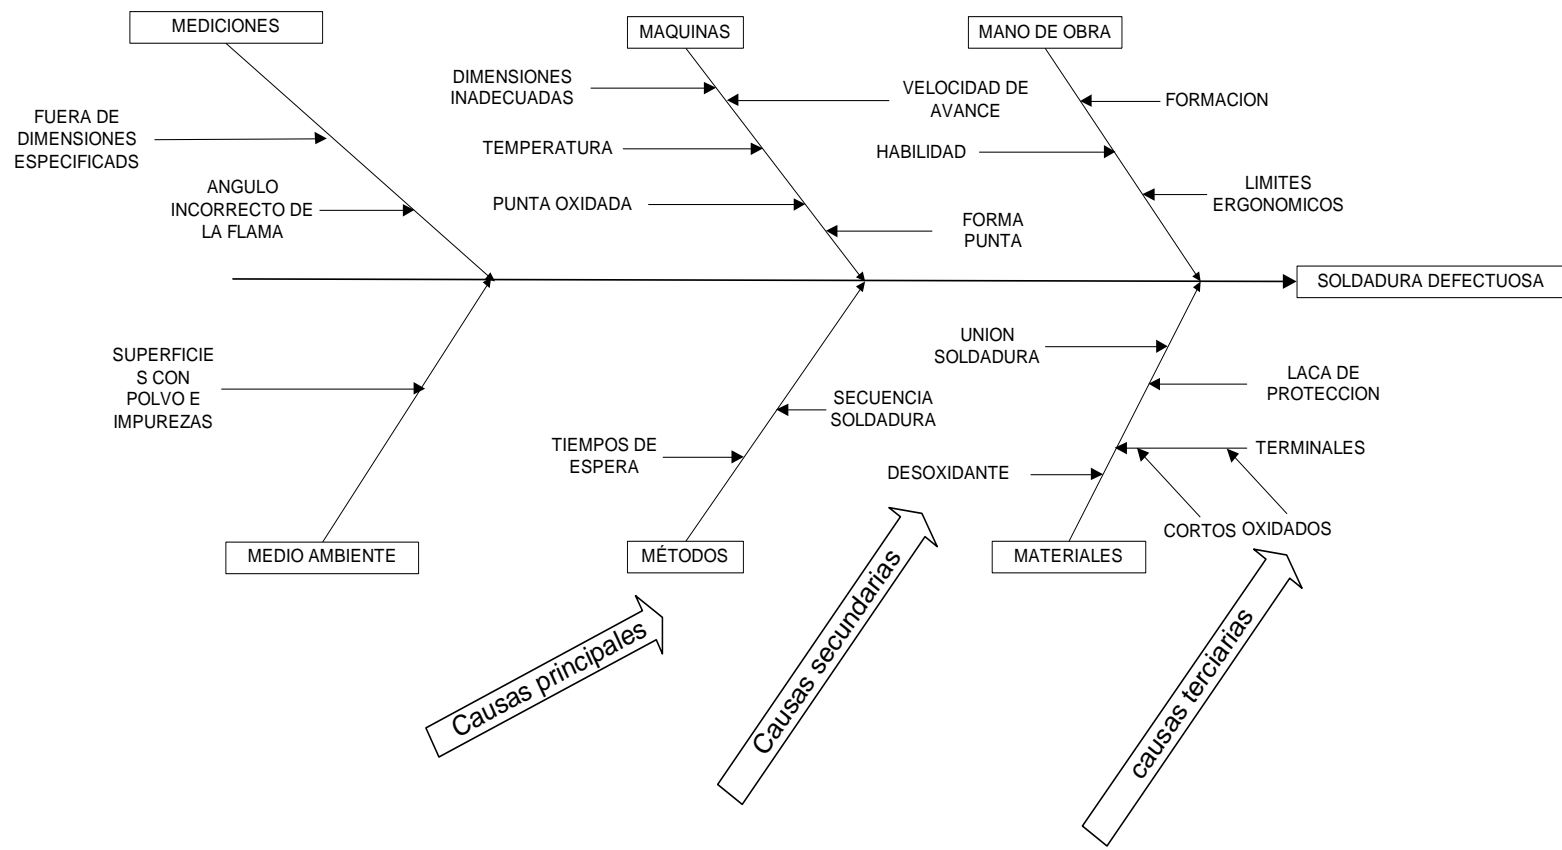 MEDICIONES
MAQUINAS
MANO DE OBRA
FUERA DE
DIMENSIONES
ESPECIFICADS
ANGULO
INCORRECTO DE
LA FLAMA
DIMENSIONES
INADECUADAS
VELOCIDAD DE
AVANCE
TEMPERATURA
PUNTA OXIDADA
FORMA
PUNTA
FORMACION
HABILIDAD
LIMITES
ERGONOMICOS
SOLDADURA DEFECTUOSA
SUPERFICIE
S CON
POLVO E
IMPUREZAS
SECUENCIA
SOLDADURA
TIEMPOS DE
ESPERA
UNION
SOLDADURA
LACA DE
PROTECCION
TERMINALES
DESOXIDANTE
CORTOS
OXIDADOS
MEDIO AMBIENTE
MÉTODOS
MATERIALES
Causas principales
Causas secundarias
causas terciarias